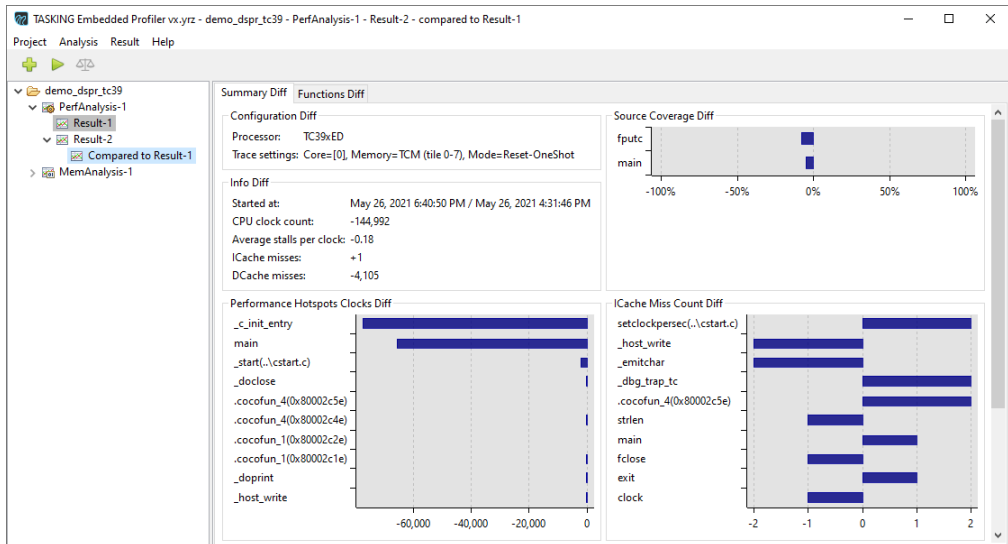 TASKING Embedded Profiler vx.yrz - demo_dspr_tc39 - PerfAnalysis-1 - Result-2 - compared to Result-1
Project Analysis Result Help
demo_dspr_tc39
PerfAnalysis-1
Result-1
Result-2
Compared to Result-1
MemAnalysis-1
Summary Diff Functions Diff
Configuration Diff
Processor: TC39xED
Trace settings: Core=[0], Memory=TCM (tile 0-7), Mode=Reset-OneShot
Info Diff
Started at: May 26, 2021 6:40:50 PM / May 26, 2021 4:31:46 PM
CPU clock count: -144,992
Average stalls per clock: -0.18
ICache misses: +1
DCache misses: -4,105
Source Coverage Diff
fputc
main
-100% -50% 0% 50% 100%
Performance Hotspots Clocks Diff
_c_init_entry
main
_start(..\cstart.c)
_doclose
.cocofun_4(0x80002c5e)
.cocofun_4(0x80002c4e)
.cocofun_1(0x80002c2e)
.cocofun_1(0x80002c1e)
_doprint
_host_write
-60,000 -40,000 -20,000 0
ICache Miss Count Diff
setclockpersec(..\cstart.c)
_host_write
_emitchar
_dbg_trap_tc
.cocofun_4(0x80002c5e)
strlen
main
fclose
exit
clock
-2 -1 0 1 2